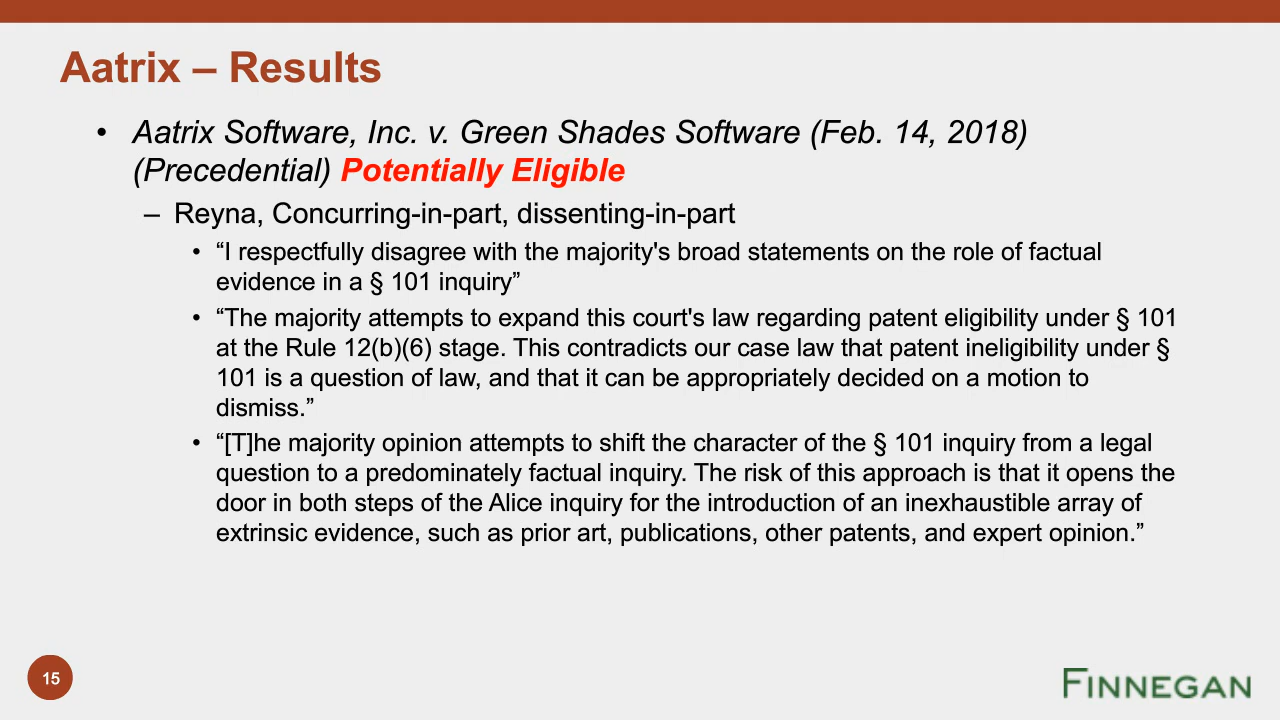 Aatrix – Results
• Aatrix Software, Inc. v. Green Shades Software (Feb. 14, 2018)
(Precedential) Potentially Eligible
– Reyna, Concurring-in-part, dissenting-in-part
• “I respectfully disagree with the majority's broad statements on the role of factual
evidence in a § 101 inquiry”
• “The majority attempts to expand this court's law regarding patent eligibility under § 101
at the Rule 12(b)(6) stage. This contradicts our case law that patent ineligibility under §
101 is a question of law, and that it can be appropriately decided on a motion to
dismiss.”
• “[T]he majority opinion attempts to shift the character of the § 101 inquiry from a legal
question to a predominately factual inquiry. The risk of this approach is that it opens the
door in both steps of the Alice inquiry for the introduction of an inexhaustible array of
extrinsic evidence, such as prior art, publications, other patents, and expert opinion.”
15
FINNEGAN